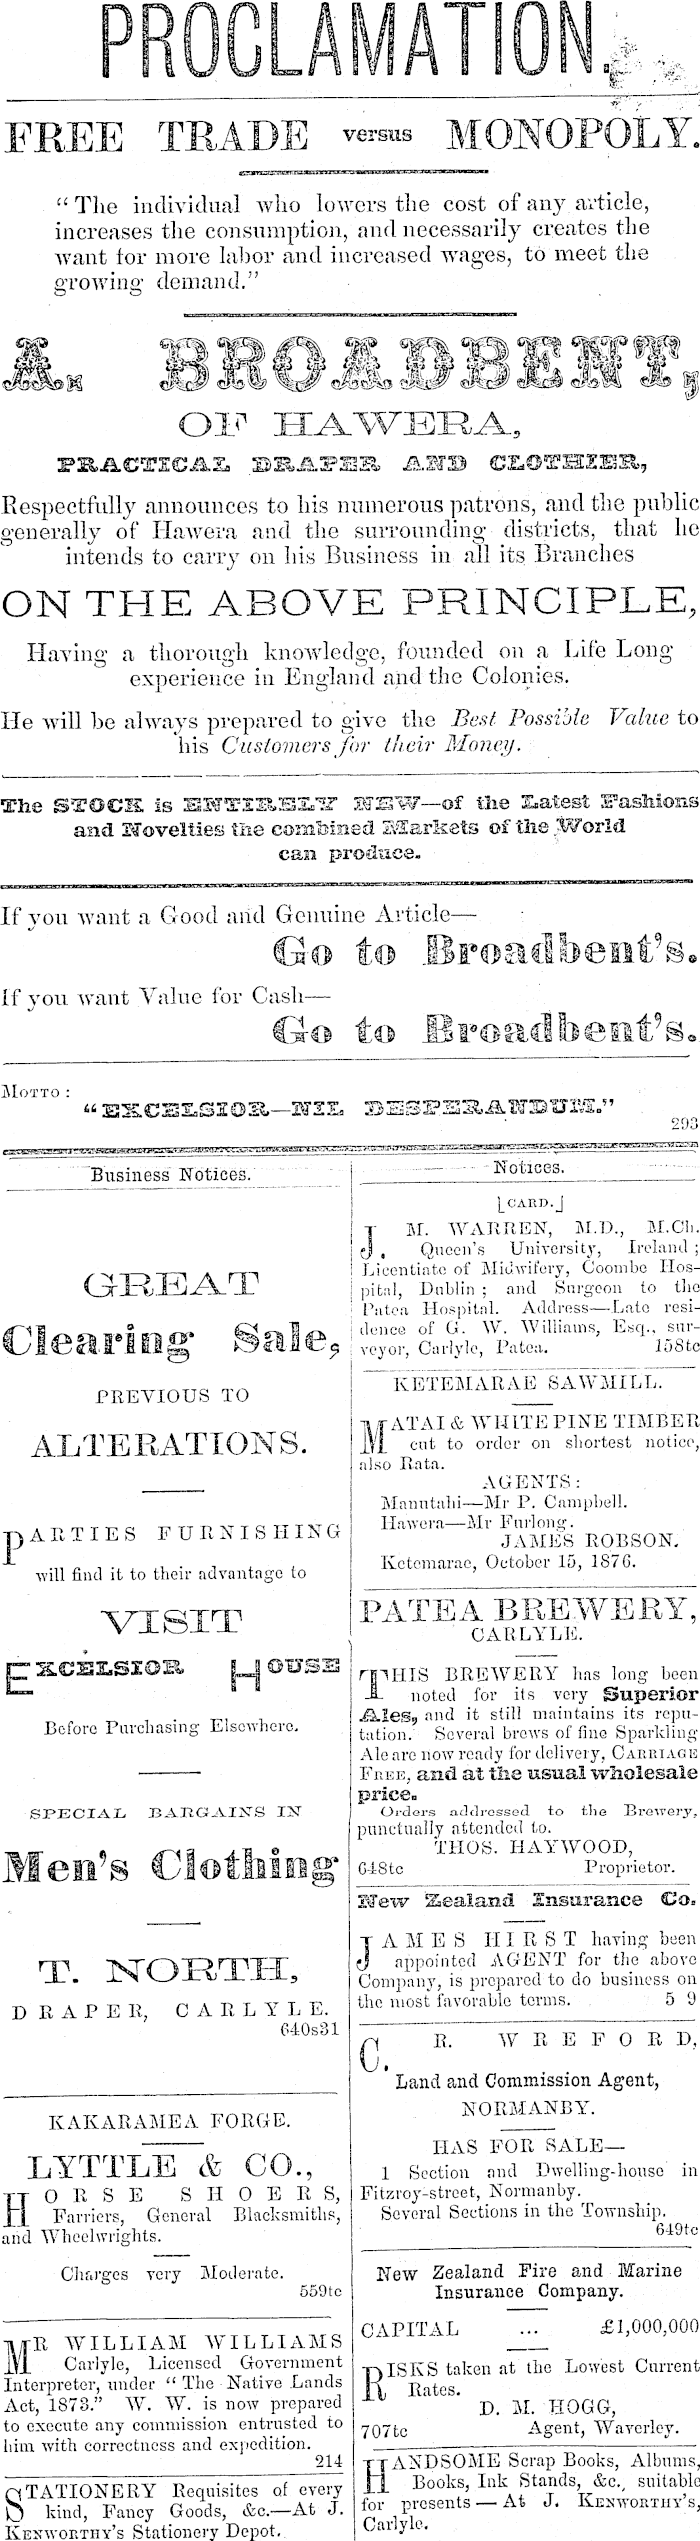 PROCLAMATION.
FREE TRADE versus MONOPOLY.
"The individual who lowers the cost of any article,
increases the consumption, and necessarily creates the
want for more labor and increased wages, to meet the
growing demand."
A. BROADBENT,
OF HAWERA,
PRACTICAL DRAPER AND CLOTHIER,
Respectfully announces to his numerous patrons, and the public
generally of Hawera and the surrounding districts, that he
intends to carry on his Business in all its Branches
ON THE ABOVE PRINCIPLE,
Having a thorough knowledge, founded on a Life Long
experience in England and the Colonies.
He will be always prepared to give the Best Possible Value to
his Customers for their Money.
The STOCK is ENTIRELY NEW—of the Latest Fashions
and Novelties the combined Markets of the World
can produce.
If you want a Good and Genuine Article—
Go to Broadbent's.
If you want Value for Cash—
Go to Broadbent's.
MOTTO:
"EXCELSIOR—NIL DESPERANDUM."
293
Business Notices.
GREAT
Clearing Sale,
PREVIOUS TO
ALTERATIONS.
PARTIES FURNISHING
will find it to their advantage to
VISIT
EXCELSIOR HOUSE
Before Purchasing Elsewhere.
SPECIAL BARGAINS IN
Men's Clothing
T. NORTH,
DRAPER, CARLYLE.
640s31
KAKARAMEA FORGE.
LYTTLE & CO.,
HORSE SHOERS,
Farriers, General Blacksmiths,
and Wheelwrights.
Charges very Moderate.
559tc
MR WILLIAM WILLIAMS
Carlyle, Licensed Government
Interpreter, under "The Native Lands
Act, 1873." W. W. is now prepared
to execute any commission entrusted to
him with correctness and expedition.
214
STATIONERY Requisites of every
kind, Fancy Goods, &c.—At J.
KENWORTHY'S Stationery Depot.
Notices.
[CARD.]
J. M. WARREN, M.D., M.Ch.
Queen's University, Ireland;
Licentiate of Midwifery, Coombe Hos-
pital, Dublin; and Surgeon to the
Patea Hospital. Address—Late resi-
dence of G. W. Williams, Esq., sur-
veyor, Carlyle, Patea. 158tc
KETEMARAE SAWMILL.
MATAI & WHITE PINE TIMBER
cut to order on shortest notice,
also Rata.
AGENTS:
Manutahi—Mr P. Campbell.
Hawera—Mr Furlong.
JAMES ROBSON.
Ketemarae, October 15, 1876.
PATEA BREWERY,
CARLYLE.
THIS BREWERY has long been
noted for its very Superior
Ales, and it still maintains its repu-
tation. Several brews of fine Sparkling
Ale are now ready for delivery, CARRIAGE
FREE, and at the usual wholesale
price.
Orders addressed to the Brewery,
punctually attended to.
THOS. HAYWOOD,
648tc Proprietor.
New Zealand Insurance Co.
JAMES HIRST having been
appointed AGENT for the above
Company, is prepared to do business on
the most favorable terms. 5 9
C. R. WREFORD,
Land and Commission Agent,
NORMANBY.
HAS FOR SALE—
1 Section and Dwelling-house in
Fitzroy-street, Normanby.
Several Sections in the Township.
649tc
New Zealand Fire and Marine
Insurance Company.
CAPITAL ... £1,000,000
RISKS taken at the Lowest Current
Rates.
D. M. HOGG,
707tc Agent, Waverley.
HANDSOME Scrap Books, Albums,
Books, Ink Stands, &c., suitable
for presents — At J. KENWORTHY'S,
Carlyle.